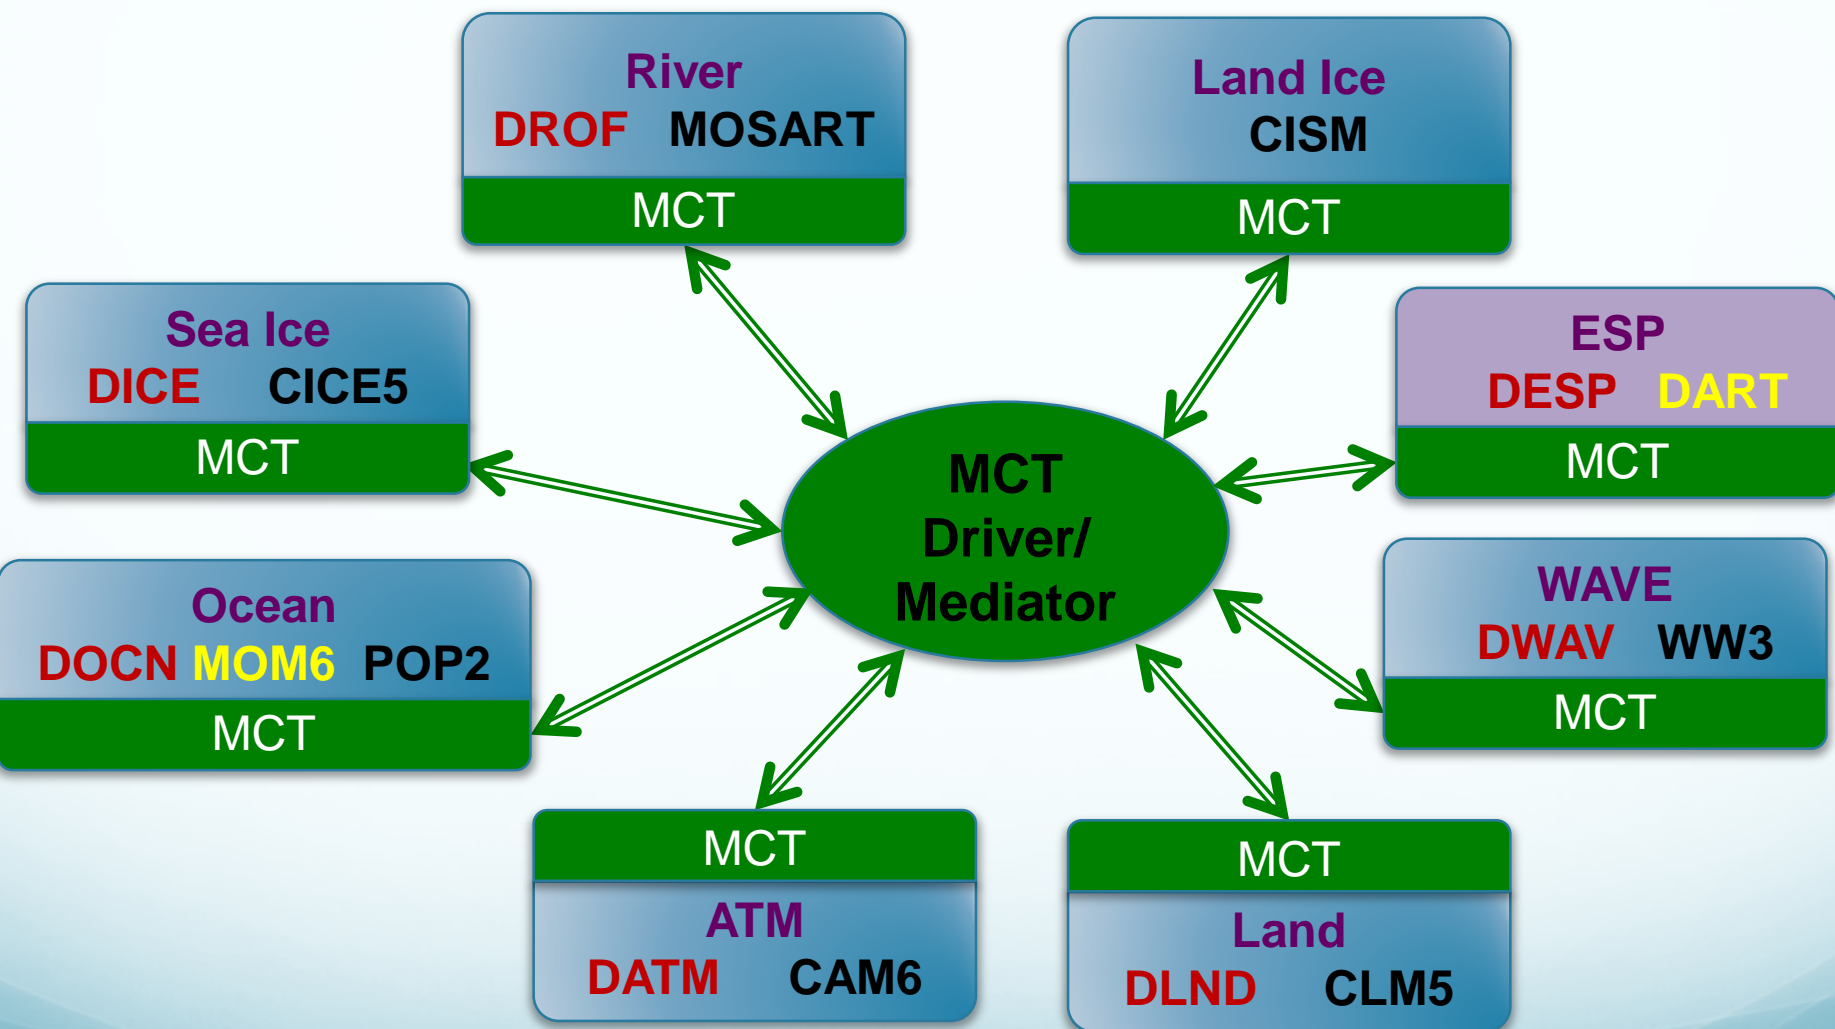 River
DROF MOSART
MCT
Land Ice
CISM
MCT
Sea Ice
DICE CICE5
MCT
ESP
DESP DART
MCT
MCT
Driver/
Mediator
Ocean
DOCN MOM6 POP2
MCT
WAVE
DWAV WW3
MCT
MCT
ATM
DATM CAM6
MCT
Land
DLND CLM5